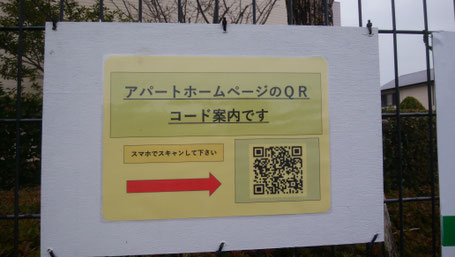 アパートホームページのＱＲ
コード案内です
スマホでスキャンして下さい